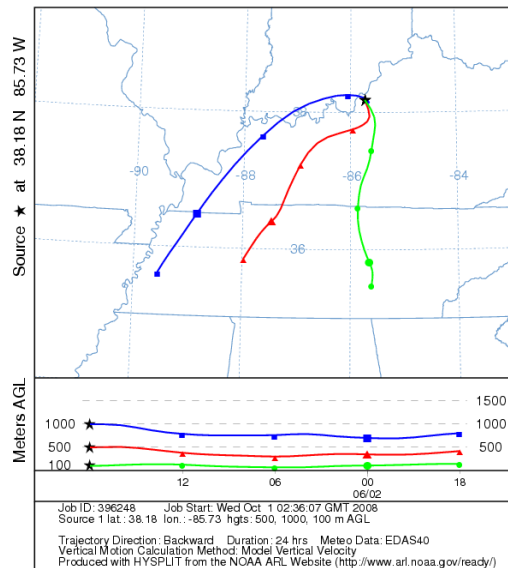 Source ★ at 38.18 N 85.73 W
-90
-88
-86
-84
38
36
Meters AGL
1500
1000
1000
500
500
100
12
06
00
18
06/02
Job ID: 396248 Job Start: Wed Oct 1 02:36:07 GMT 2008
Source 1 lat.: 38.18 lon.: -85.73 hgts: 500, 1000, 100 m AGL
Trajectory Direction: Backward Duration: 24 hrs Meteo Data: EDAS40
Vertical Motion Calculation Method: Model Vertical Velocity
Produced with HYSPLIT from the NOAA ARL Website (http://www.arl.noaa.gov/ready/)